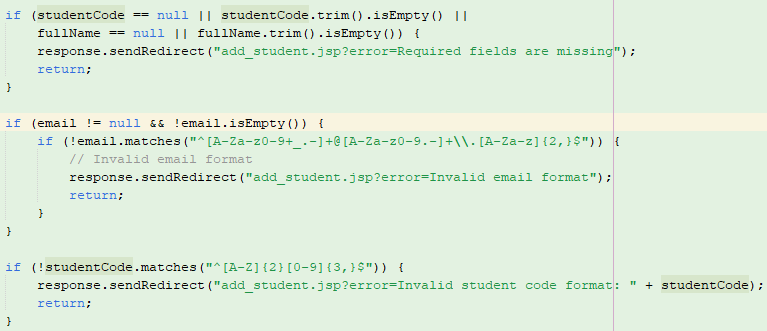 if (studentCode == null || studentCode.trim().isEmpty() ||
    fullName == null || fullName.trim().isEmpty()) {
    response.sendRedirect("add_student.jsp?error=Required fields are missing");
    return;
}

if (email != null && !email.isEmpty()) {
    if (!email.matches("^[A-Za-z0-9+_.-]+@[A-Za-z0-9.-]+\\.[A-Za-z]{2,}$")) {
        // Invalid email format
        response.sendRedirect("add_student.jsp?error=Invalid email format");
        return;
    }
}

if (!studentCode.matches("^[A-Z]{2}[0-9]{3,}$")) {
    response.sendRedirect("add_student.jsp?error=Invalid student code format: " + studentCode);
    return;
}